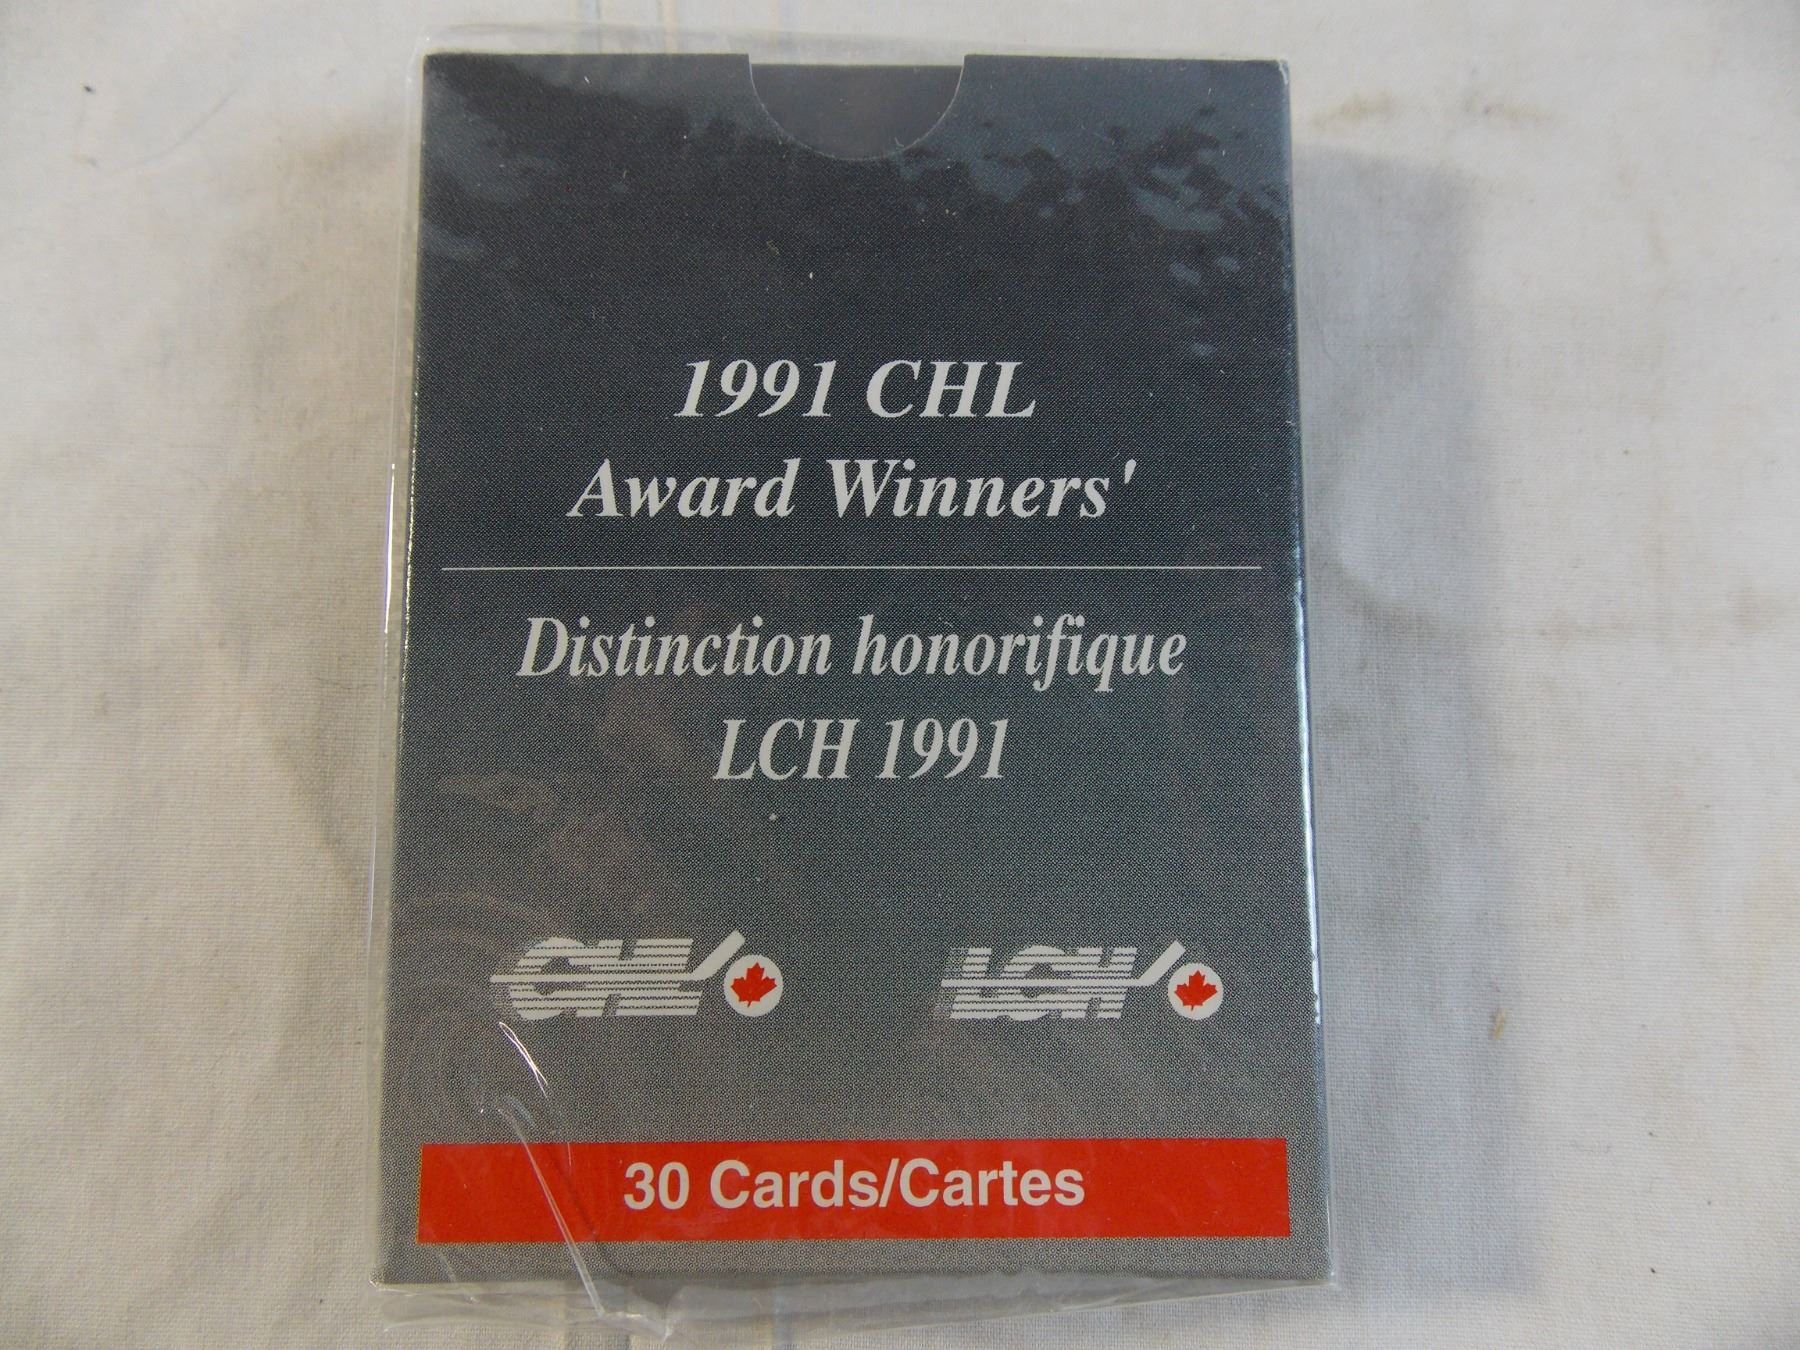 1991 CHL
Award Winners'
Distinction honorifique
LCH 1991
CHL LCH
30 Cards/Cartes